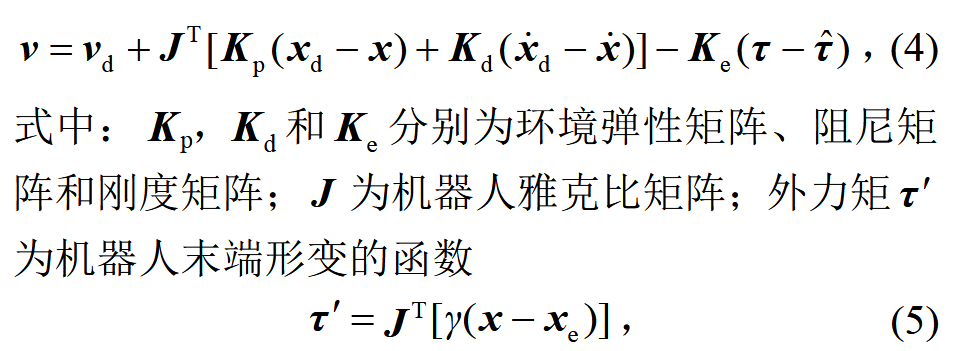 v = v_d + J^T[K_p(x_d − x) + K_d(ẋ_d − ẋ)] − K_e(τ − τ̂)，(4)
式中：K_p，K_d 和 K_e 分别为环境弹性矩阵、阻尼矩
阵和刚度矩阵；J 为机器人雅克比矩阵；外力矩 τ′
为机器人末端形变的函数
τ′ = J^T[γ(x − x_e)]， (5)